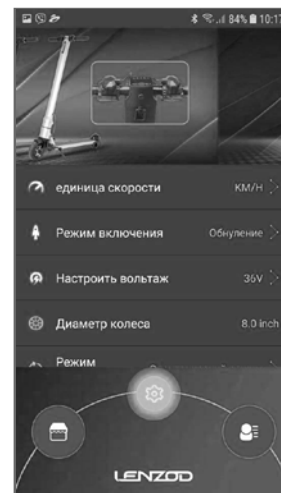 84% 10:17
единица скорости KM/H
Режим включения Обнуление
Настроить вольтаж 36V
Диаметр колеса 8.0 inch
Режим
LENZOD